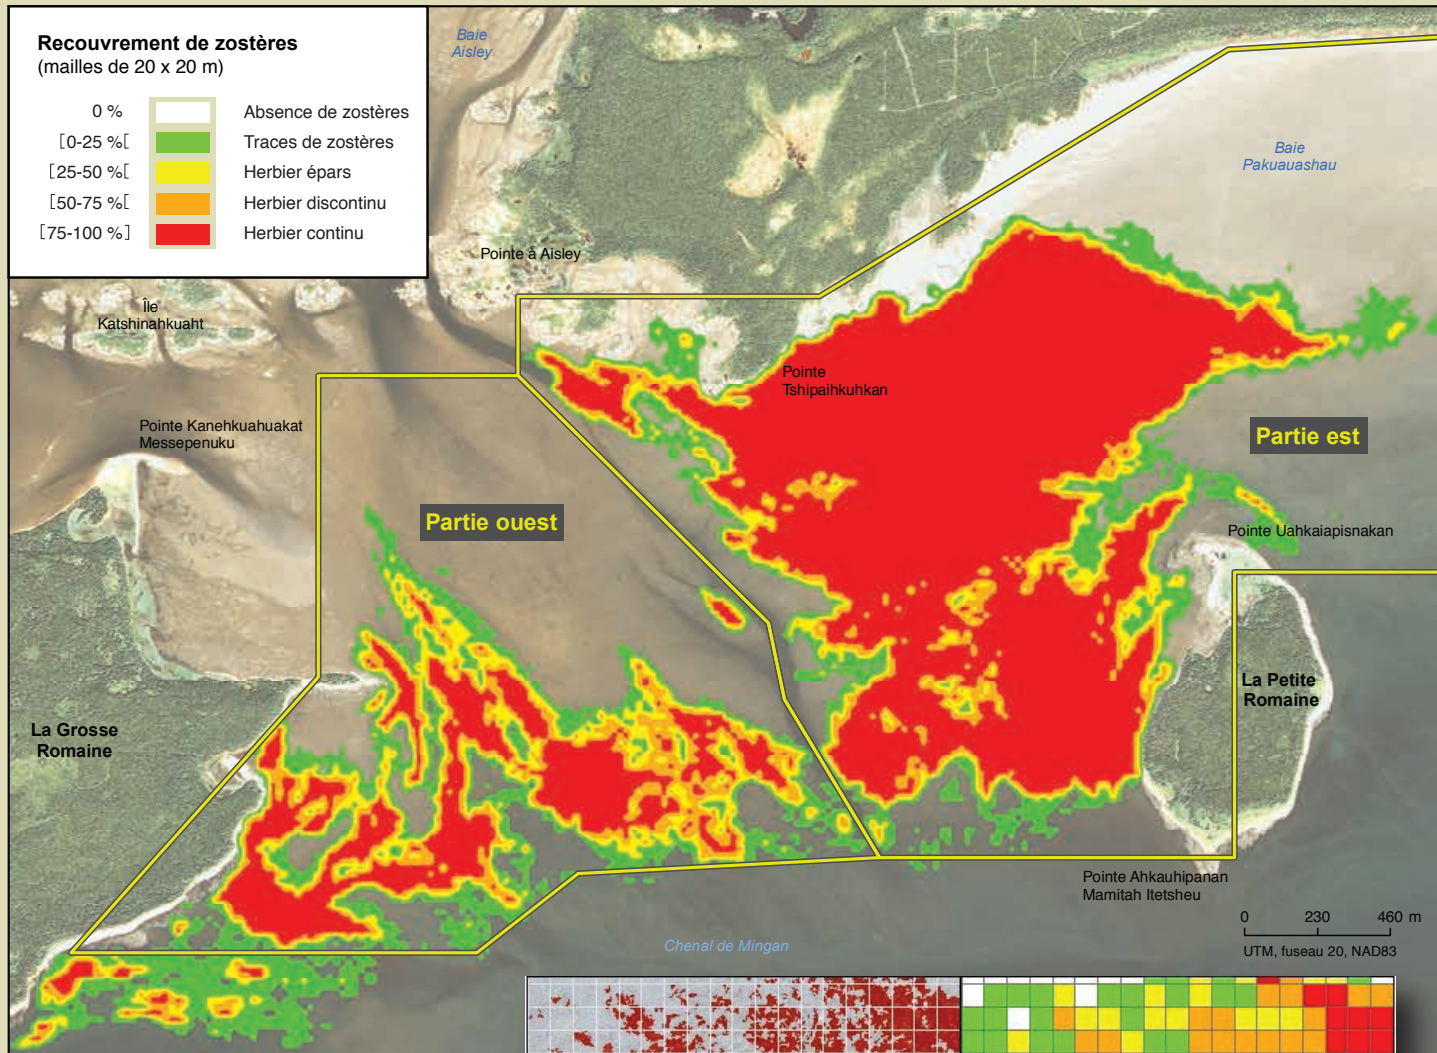 Recouvrement de zostères
(mailles de 20 x 20 m)
0 % Absence de zostères
[0-25 %[ Traces de zostères
[25-50 %[ Herbier épars
[50-75 %[ Herbier discontinu
[75-100 %] Herbier continu
Baie
Aisley
Baie
Pakuauashau
Pointe à Aisley
Île
Katshinahkuaht
Pointe
Tshipaihkuhkan
Pointe Kanehkuahuakat
Messepenuku
Partie est
Partie ouest
Pointe Uahkaiapisnakan
La Petite
Romaine
La Grosse
Romaine
Pointe Ahkauhipanan
Mamitah Itetsheu
0 230 460 m
UTM, fuseau 20, NAD83
Chenal de Mingan